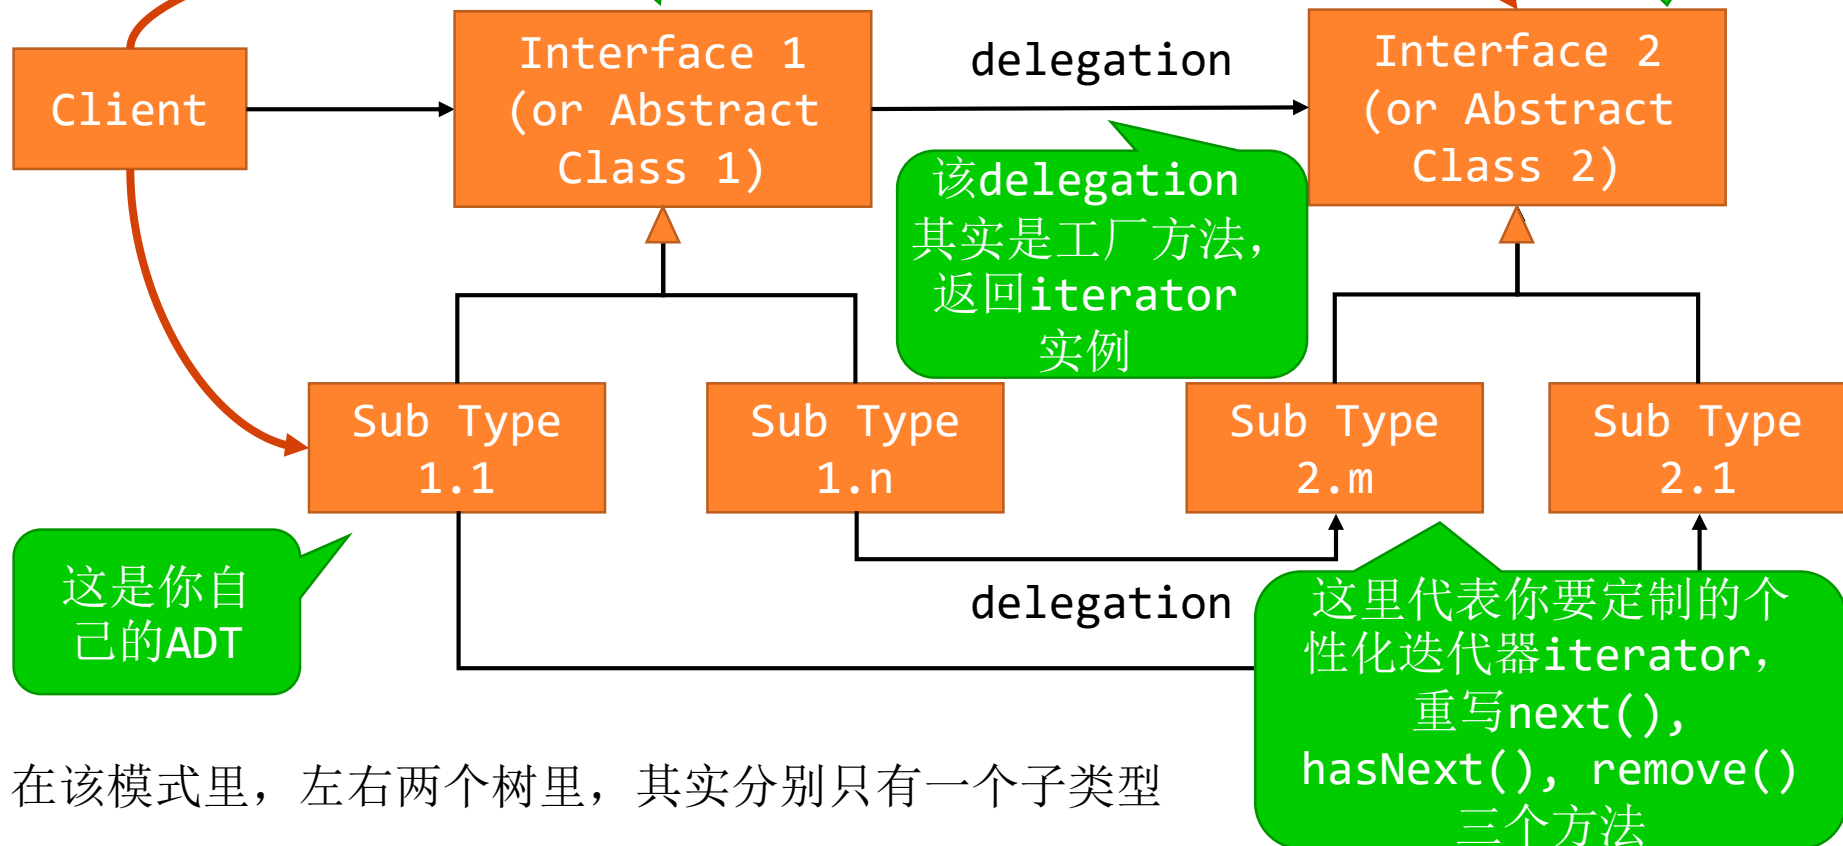 Client
Interface 1
(or Abstract
Class 1)
delegation
Interface 2
(or Abstract
Class 2)
该delegation
其实是工厂方法，
返回iterator
实例
Sub Type
1.1
Sub Type
1.n
Sub Type
2.m
Sub Type
2.1
这是你自
己的ADT
delegation
这里代表你要定制的个
性化迭代器iterator，
重写next(),
hasNext(), remove()
三个方法
在该模式里，左右两个树里，其实分别只有一个子类型